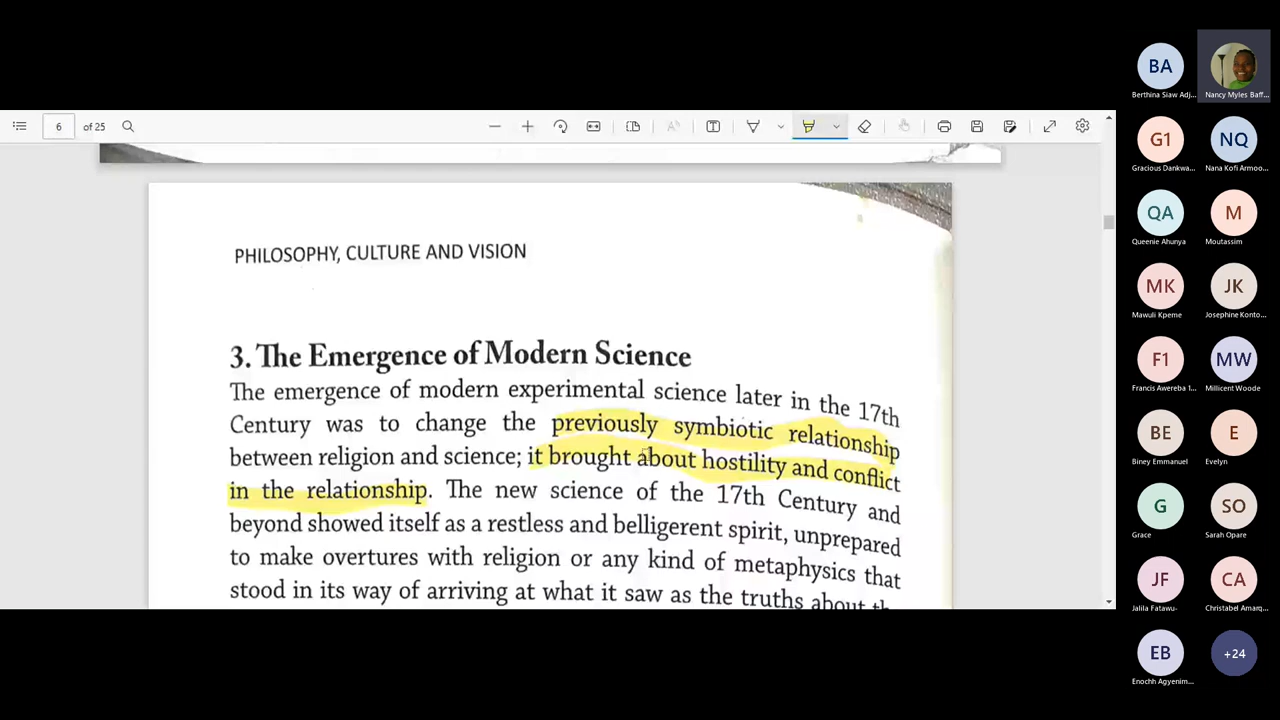 6 of 25
PHILOSOPHY, CULTURE AND VISION
3. The Emergence of Modern Science
The emergence of modern experimental science later in the 17th
Century was to change the previously symbiotic relationship
between religion and science; it brought about hostility and conflict
in the relationship. The new science of the 17th Century and
beyond showed itself as a restless and belligerent spirit, unprepared
to make overtures with religion or any kind of metaphysics that
stood in its way of arriving at what it saw as the truths about
BA
Berthina Siaw Adj...
Nancy Myles Baff...
G1
Gracious Dankwa...
NQ
Nana Kofi Armoo...
QA
Queenie Ahunya
M
Moutassim
MK
Mawuli Kpeme
JK
Josephine Konto...
F1
Francis Awereba 1...
MW
Millicent Woode
BE
Biney Emmanuel
E
Evelyn
G
Grace
SO
Sarah Opare
JF
Jalila Fatawu-
CA
Christabel Amarq...
EB
Enochh Agyenim...
+24